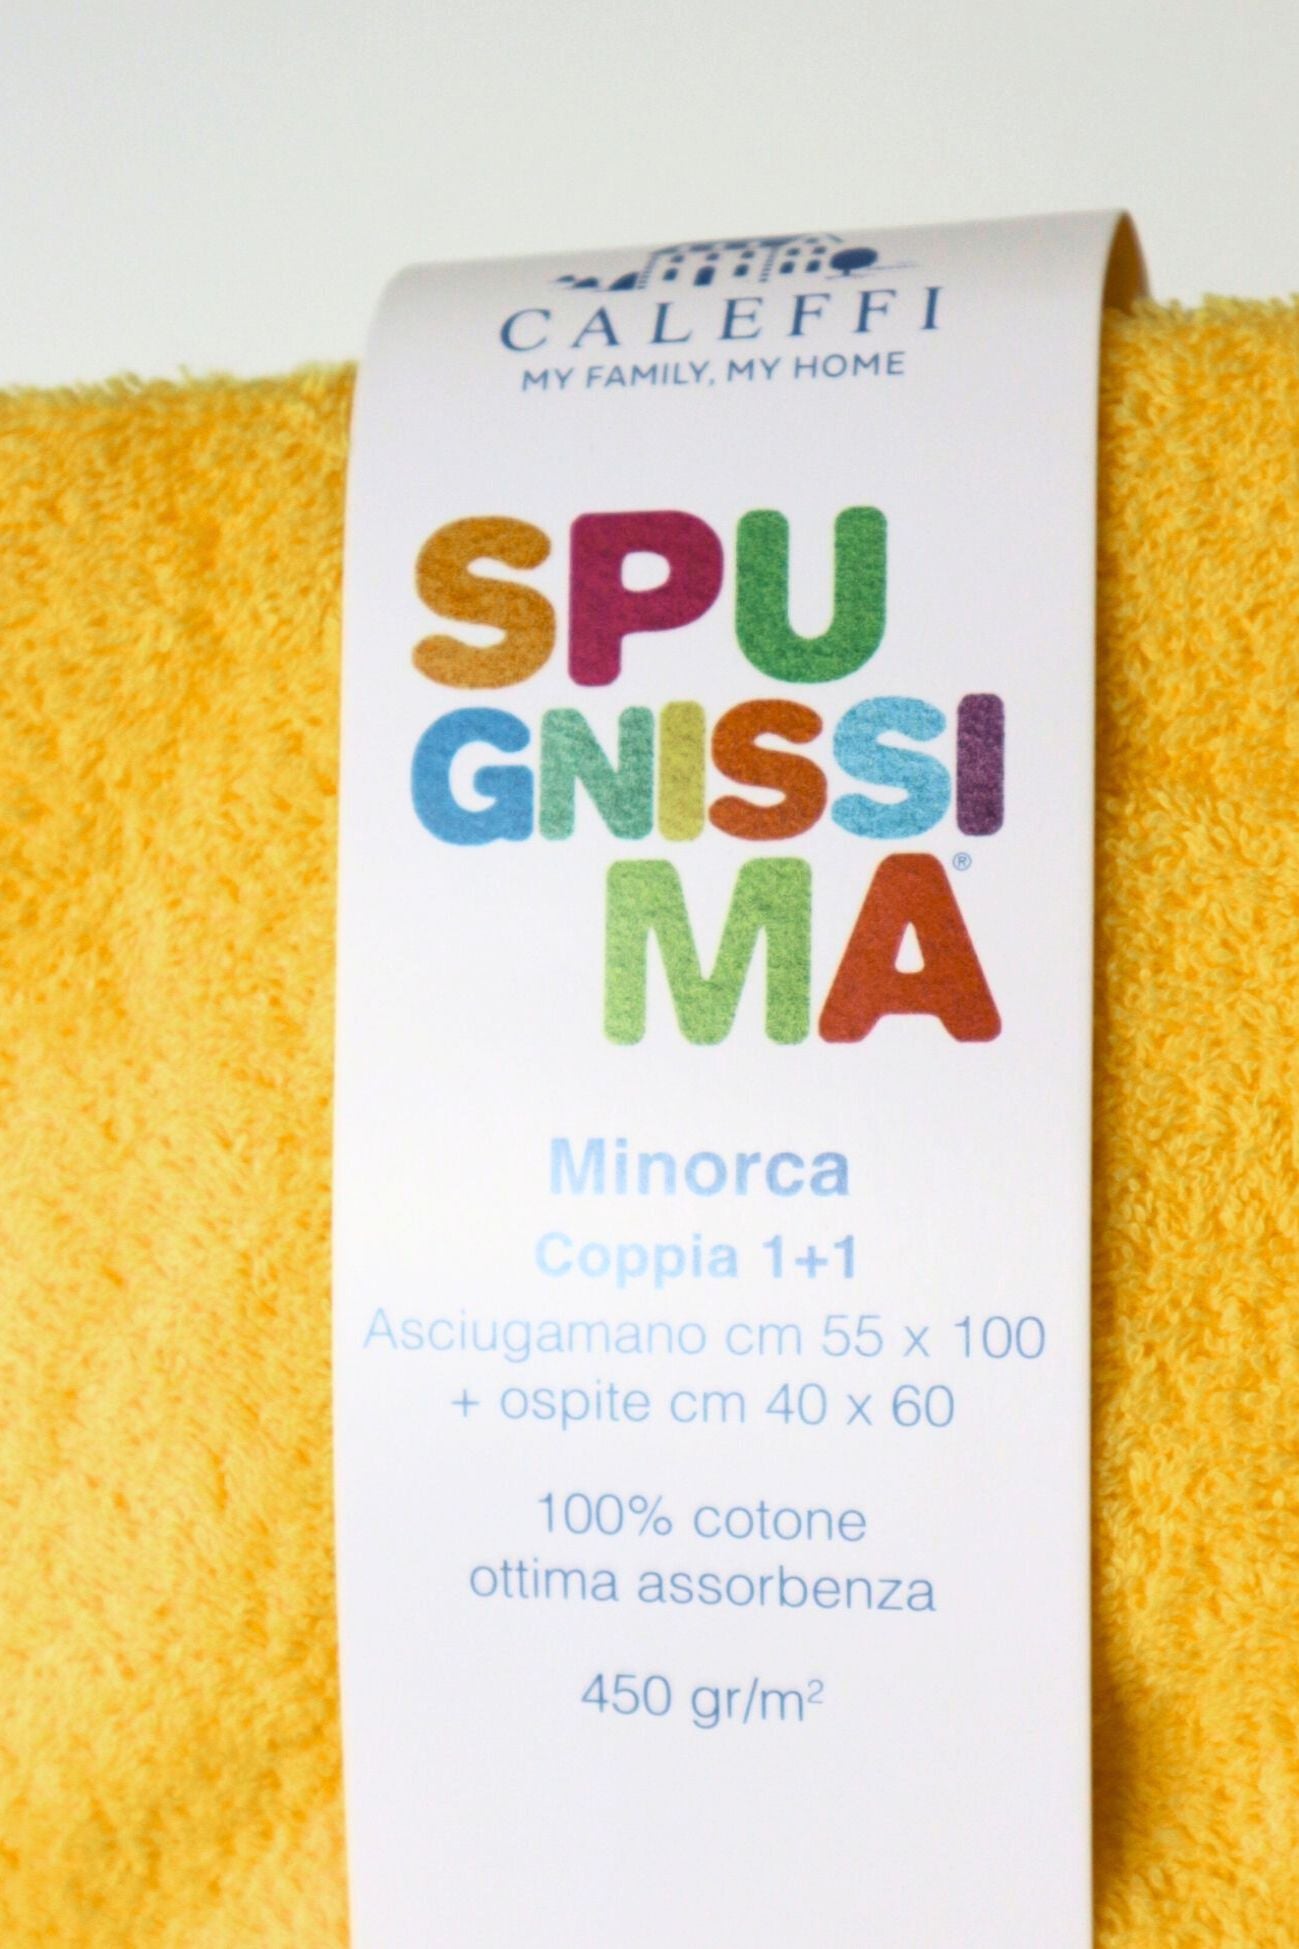 CALEFFI
MY FAMILY, MY HOME
SPU
GNISSI
MA®
Minorca
Coppia 1+1
Asciugamano cm 55 x 100
+ ospite cm 40 x 60
100% cotone
ottima assorbenza
450 gr/m²